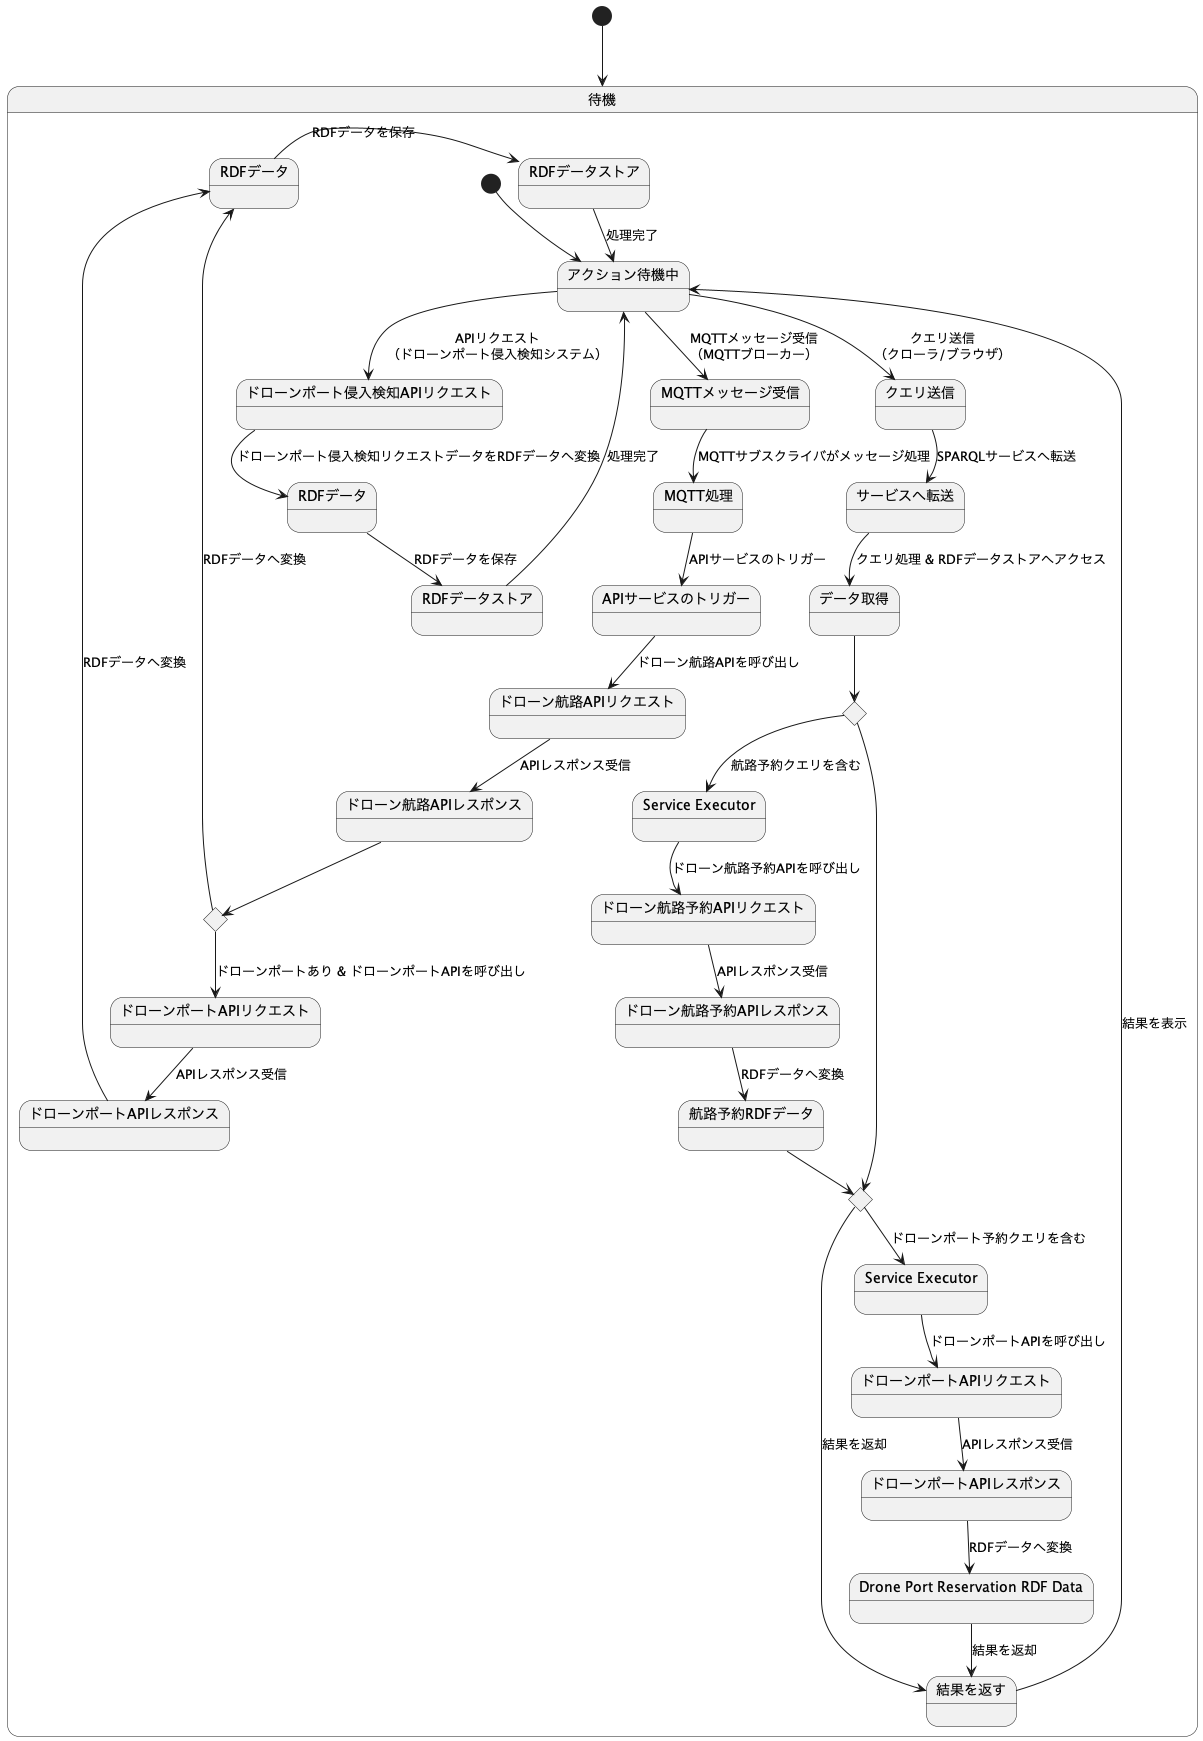 待機
RDFデータを保存
RDFデータ
RDFデータストア
処理完了
アクション待機中
APIリクエスト
（ドローンポート侵入検知システム）
MQTTメッセージ受信
（MQTTブローカー）
クエリ送信
（クローラ/ブラウザ）
ドローンポート侵入検知APIリクエスト
MQTTメッセージ受信
クエリ送信
ドローンポート侵入検知リクエストデータをRDFデータへ変換
処理完了
MQTTサブスクライバがメッセージ処理
SPARQLサービスへ転送
RDFデータ
MQTT処理
サービスへ転送
RDFデータへ変換
RDFデータを保存
APIサービスのトリガー
クエリ処理 & RDFデータストアへアクセス
RDFデータストア
APIサービスのトリガー
データ取得
RDFデータへ変換
ドローン航路APIを呼び出し
ドローン航路APIリクエスト
APIレスポンス受信
航路予約クエリを含む
ドローン航路APIレスポンス
Service Executor
ドローン航路予約APIを呼び出し
ドローン航路予約APIリクエスト
ドローンポートあり & ドローンポートAPIを呼び出し
APIレスポンス受信
ドローンポートAPIリクエスト
ドローン航路予約APIレスポンス
結果を表示
APIレスポンス受信
RDFデータへ変換
ドローンポートAPIレスポンス
航路予約RDFデータ
ドローンポート予約クエリを含む
Service Executor
ドローンポートAPIを呼び出し
ドローンポートAPIリクエスト
結果を返却
APIレスポンス受信
ドローンポートAPIレスポンス
RDFデータへ変換
Drone Port Reservation RDF Data
結果を返却
結果を返す